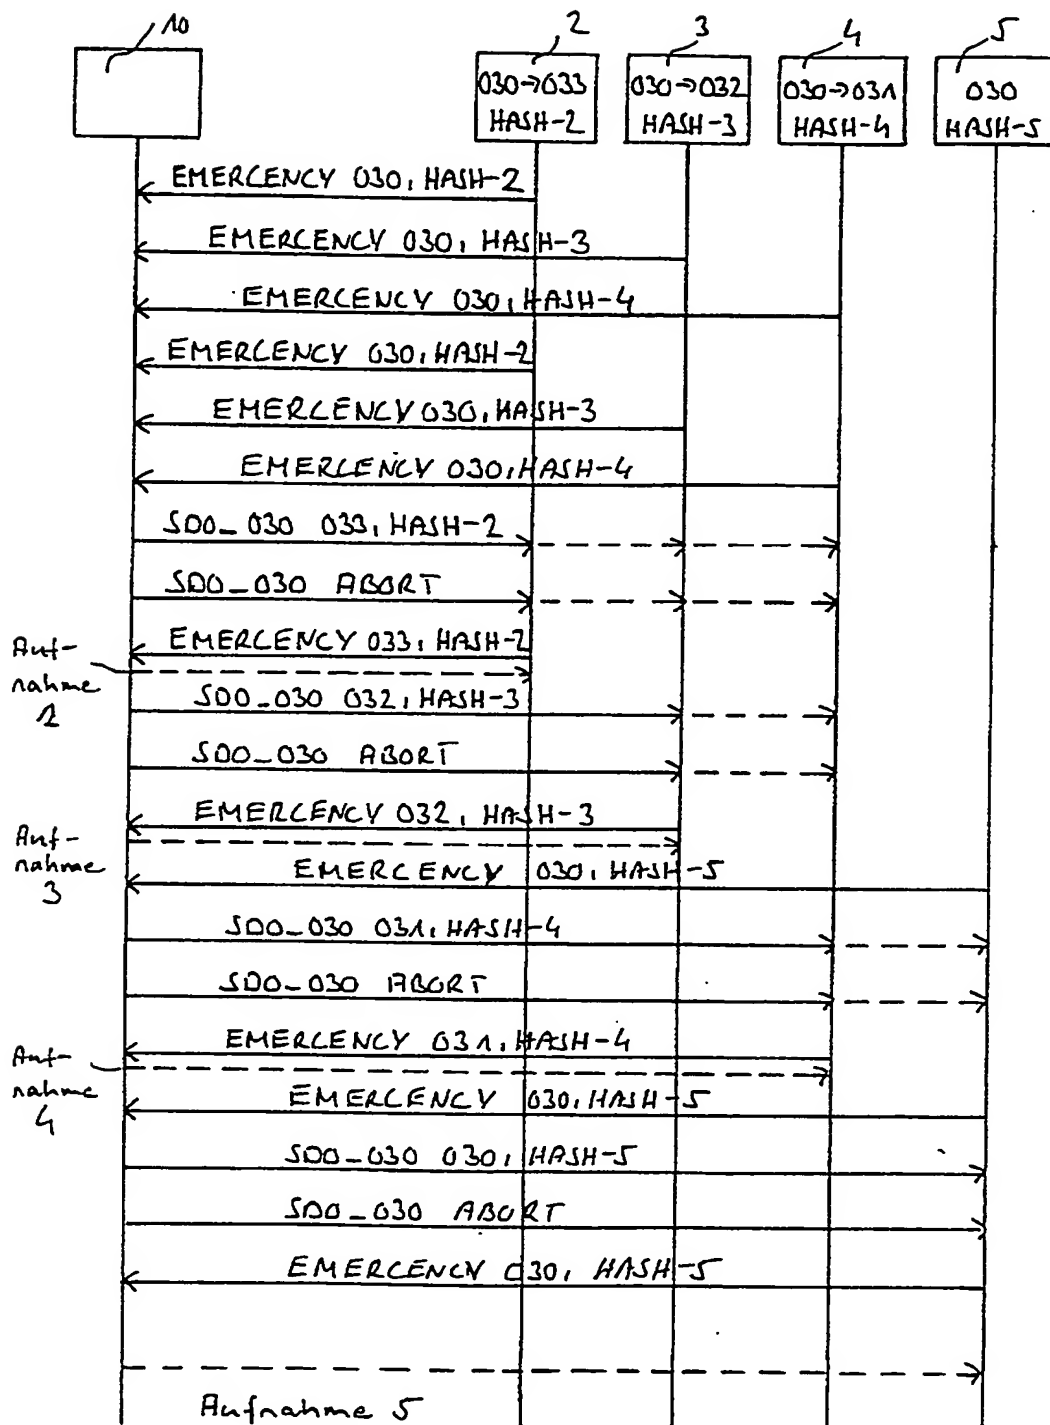 10
2
3
4
5
030→033
HASH-2
030→032
HASH-3
030→031
HASH-4
030
HASH-5
EMERGENCY 030, HASH-2
EMERGENCY 030, HASH-3
EMERGENCY 030, HASH-4
EMERGENCY 030, HASH-2
EMERGENCY 030, HASH-3
EMERGENCY 030, HASH-4
SDO_030 033, HASH-2
SDO_030 ABORT
EMERGENCY 033, HASH-2
Auf-
nahme
2
SDO_030 032, HASH-3
SDO_030 ABORT
EMERGENCY 032, HASH-3
Auf-
nahme
3
EMERGENCY 030, HASH-5
SDO_030 031, HASH-4
SDO_030 ABORT
EMERGENCY 031, HASH-4
Auf-
nahme
4
EMERGENCY 030, HASH-5
SDO_030 030, HASH-5
SDO_030 ABORT
EMERGENCY 030, HASH-5
Aufnahme 5